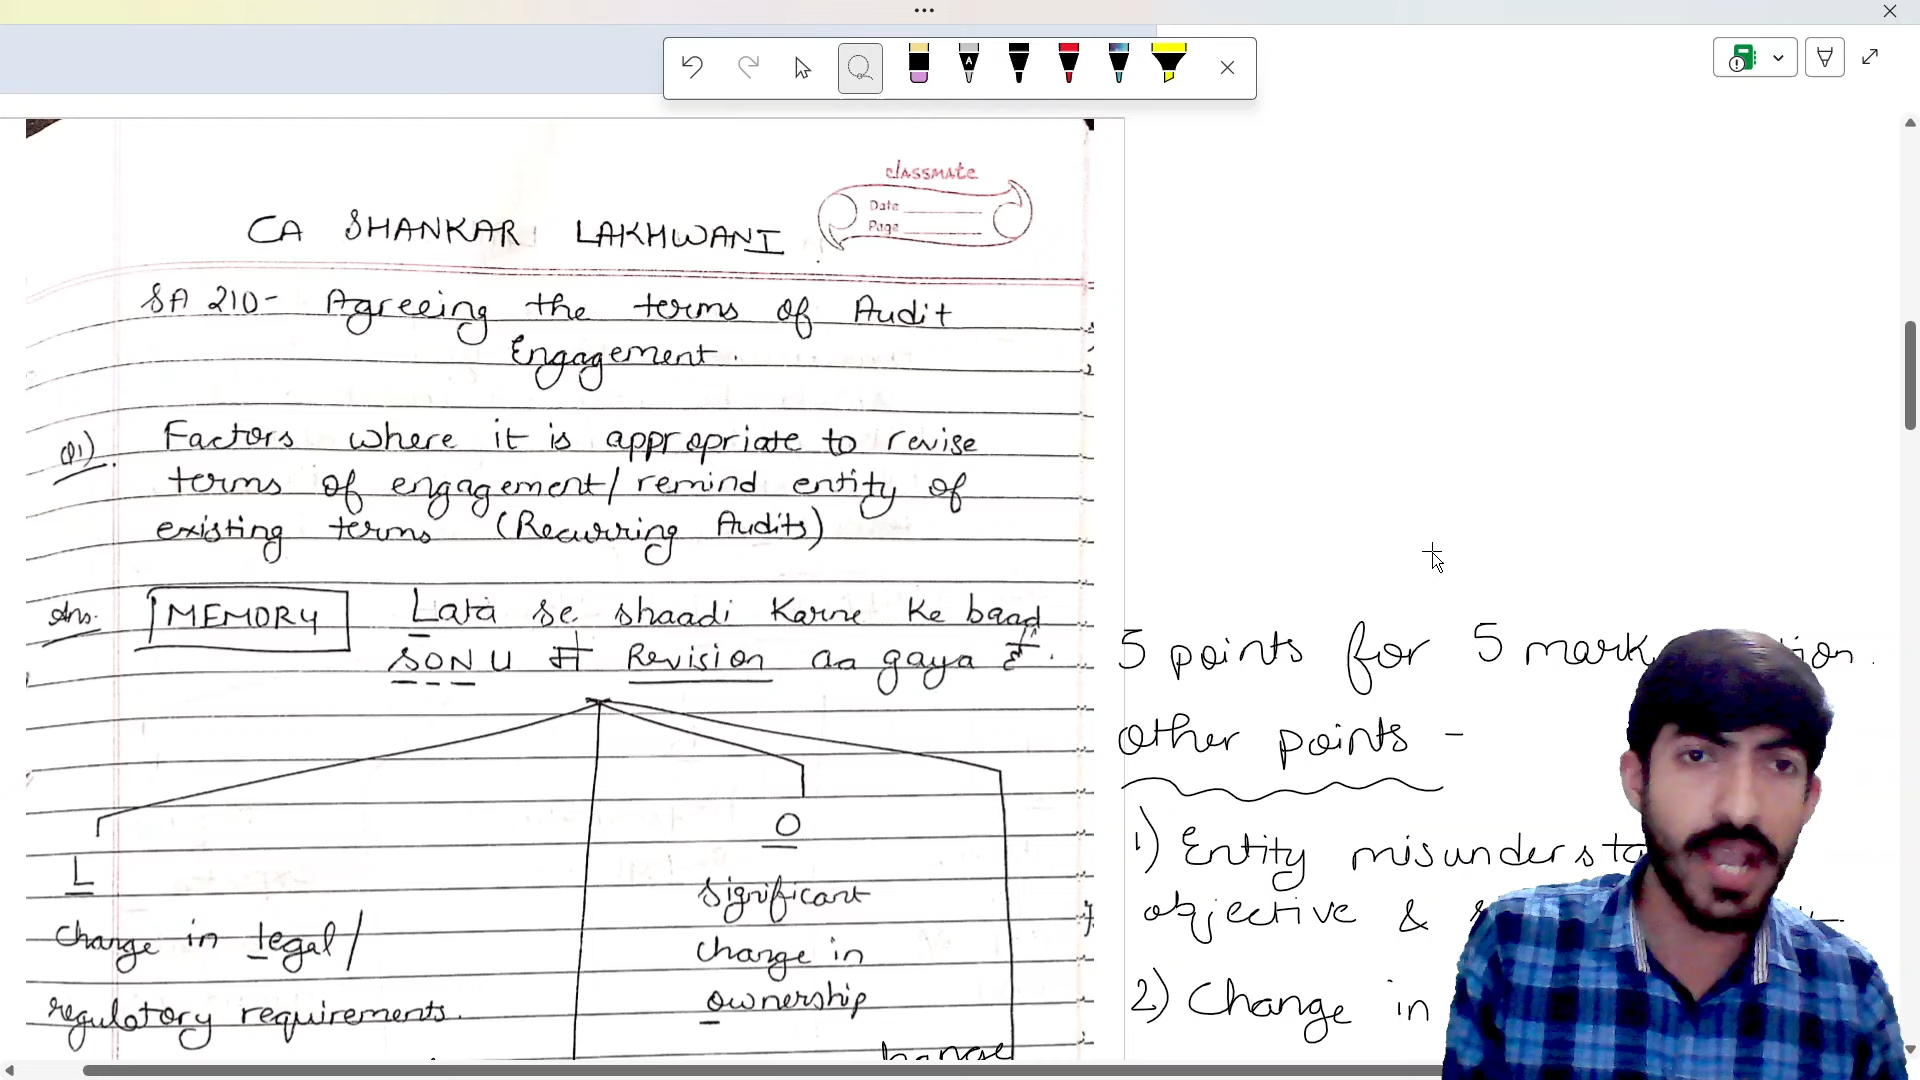 classmate
Date
Page
CA SHANKAR LAKHWANI
SA 210- Agreeing the terms of Audit
Engagement.
Q1). Factors where it is appropriate to revise
terms of engagement/remind entity of
existing terms (Recurring Audits)
Ans. MEMORY Lata se shaadi Karne Ke baad
SONU में Revision aa gaya है.
L
change in legal/
regulatory requirements.
O
significant
change in
ownership
5 points for 5 mark
other points -
1) Entity
objective &
2) Change in